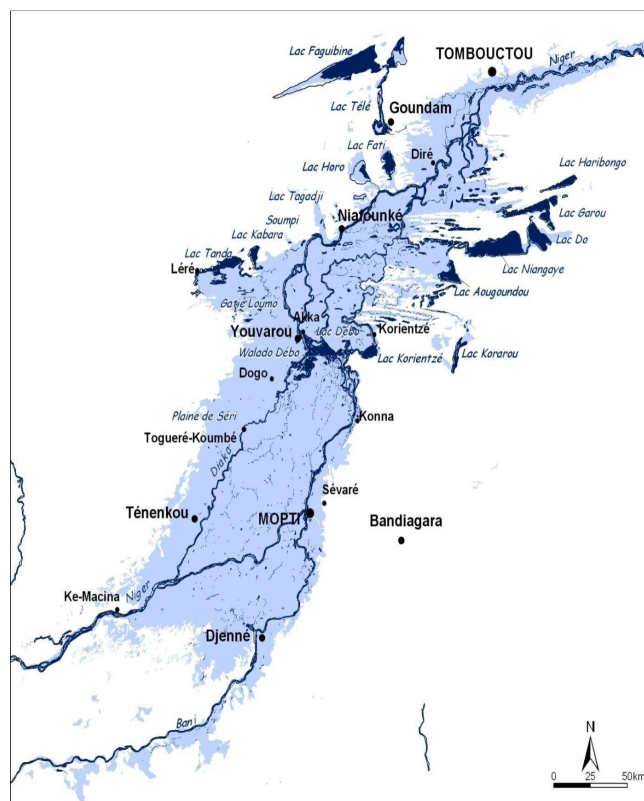 Lac Faguibine
TOMBOUCTOU
Niger
Lac Télé
Goundam
Lac Fati
Diré
Lac Horo
Lac Haribongo
Lac Tagadji
Lac Garou
Soumpi
Niafounké
Lac Kabara
Lac Do
Lac Tanda
Léré
Lac Niangaye
Lac Aougoundou
Gatie Loumo
Akka
Youvarou
Lac Débo
Korientzé
Walado Débo
Lac Korientzé
Lac Korarou
Dogo
Plaine de Séri
Konna
Togueré-Koumbé
Diaka
Sévaré
Ténenkou
MOPTI
Bandiagara
Ke-Macina
Niger
Djenné
Bani
N
0 25 50km